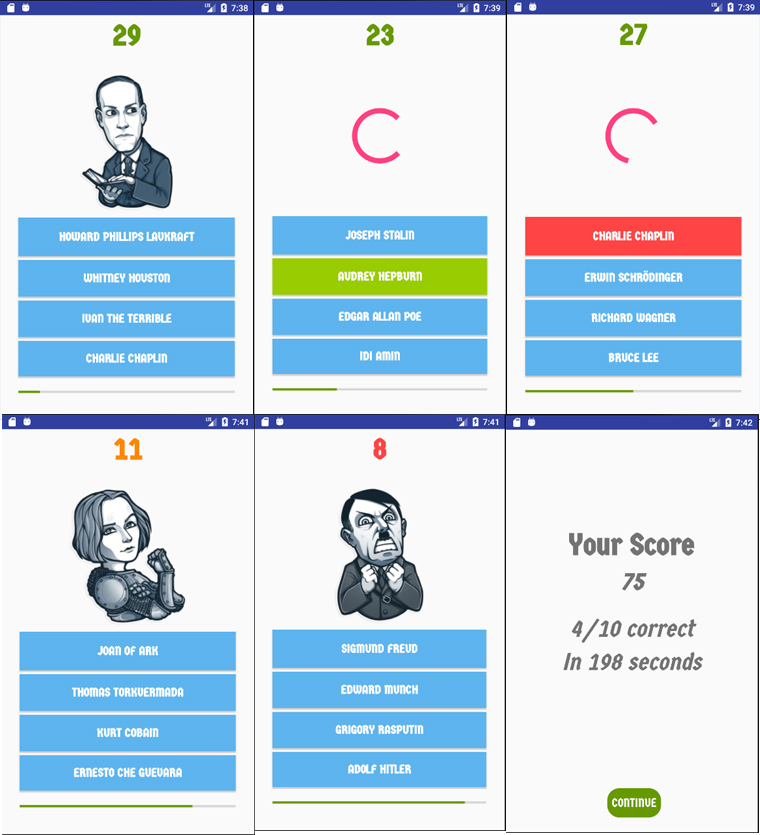 7:38
29
HOWARD PHILLIPS LAVKRAFT
WHITNEY HOUSTON
IVAN THE TERRIBLE
CHARLIE CHAPLIN
7:39
23
JOSEPH STALIN
AUDREY HEPBURN
EDGAR ALLAN POE
IDI AMIN
7:39
27
CHARLIE CHAPLIN
ERWIN SCHRÖDINGER
RICHARD WAGNER
BRUCE LEE
7:41
11
JOAN OF ARK
THOMAS TORKVERMADA
KURT COBAIN
ERNESTO CHE GUEVARA
7:41
8
SIGMUND FREUD
EDWARD MUNCH
GRIGORY RASPUTIN
ADOLF HITLER
7:42
Your Score
75
4/10 correct
In 198 seconds
CONTINUE